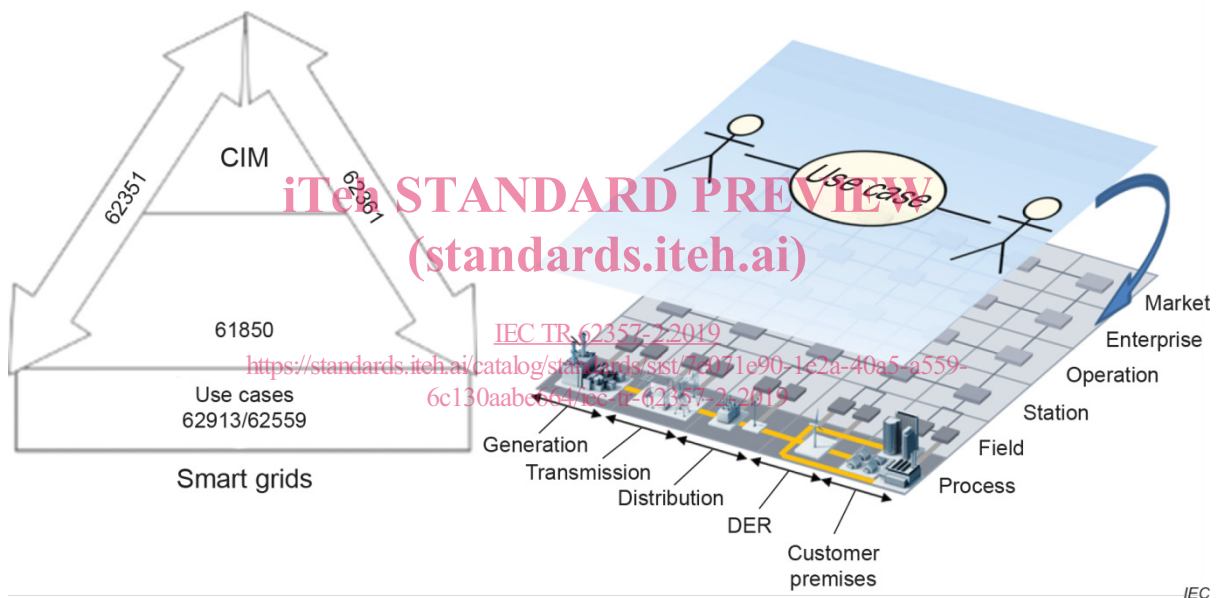 CIM
62351
62361
61850
Use cases
62913/62559
Smart grids
Use case
Market
Enterprise
Operation
Station
Field
Process
Generation
Transmission
Distribution
DER
Customer
premises
IEC
iTeh STANDARD PREVIEW
(standards.iteh.ai)
IEC TR 62357-2:2019
https://standards.iteh.ai/catalog/standards/sist/7e071e90-1e2a-40a5-a559-
6c130aabe664/iec-tr-62357-2-2019